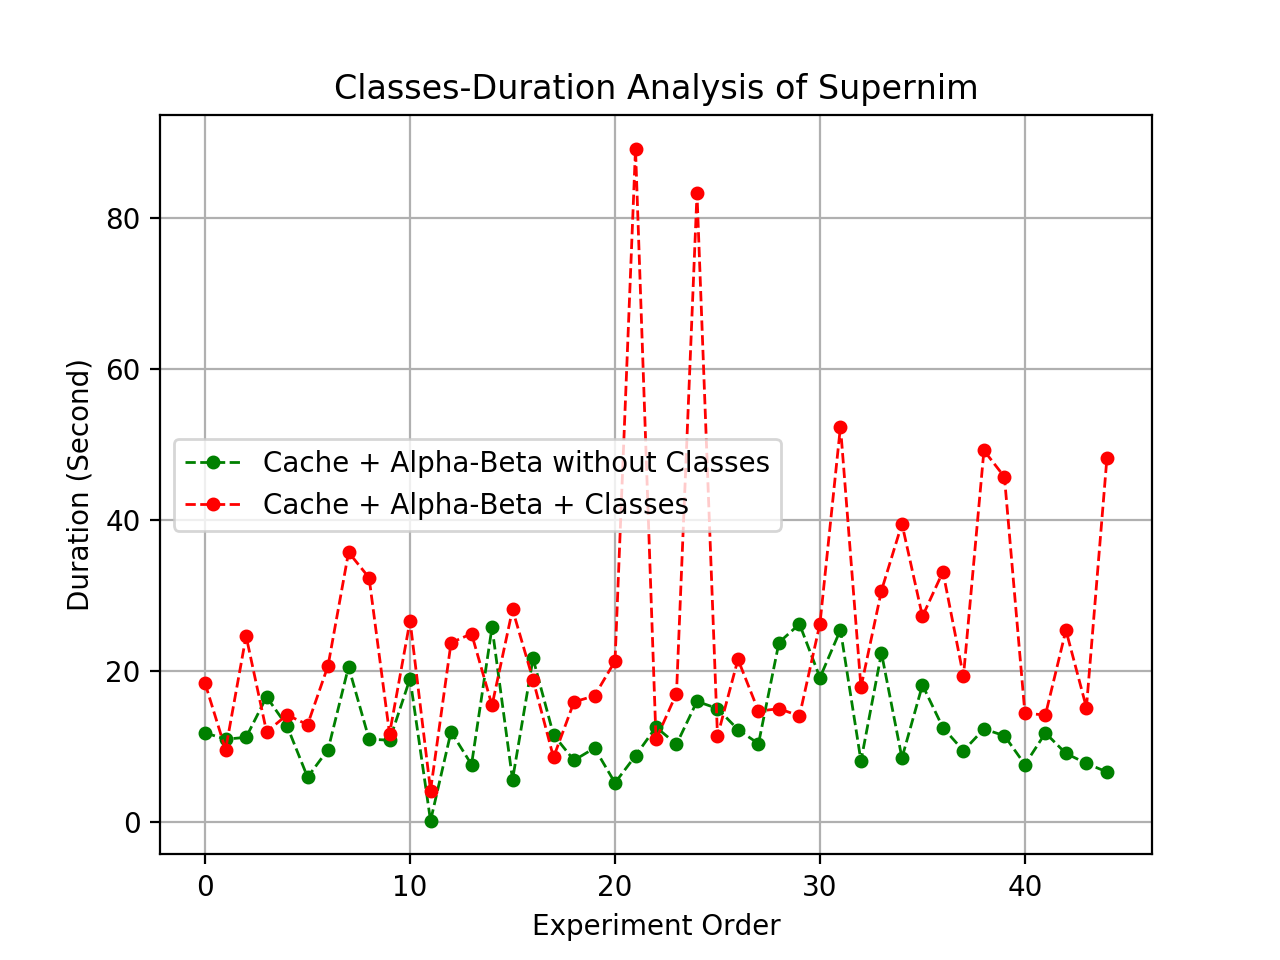 Classes-Duration Analysis of Supernim
Duration (Second)
80
60
40
20
0
Cache + Alpha-Beta without Classes
Cache + Alpha-Beta + Classes
0 10 20 30 40
Experiment Order